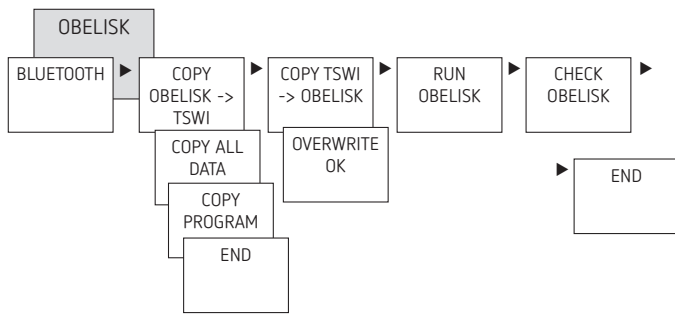 OBELISK
BLUETOOTH
COPY
OBELISK ->
TSWI
COPY ALL
DATA
COPY
PROGRAM
END
COPY TSWI
-> OBELISK
OVERWRITE
OK
RUN
OBELISK
CHECK
OBELISK
END